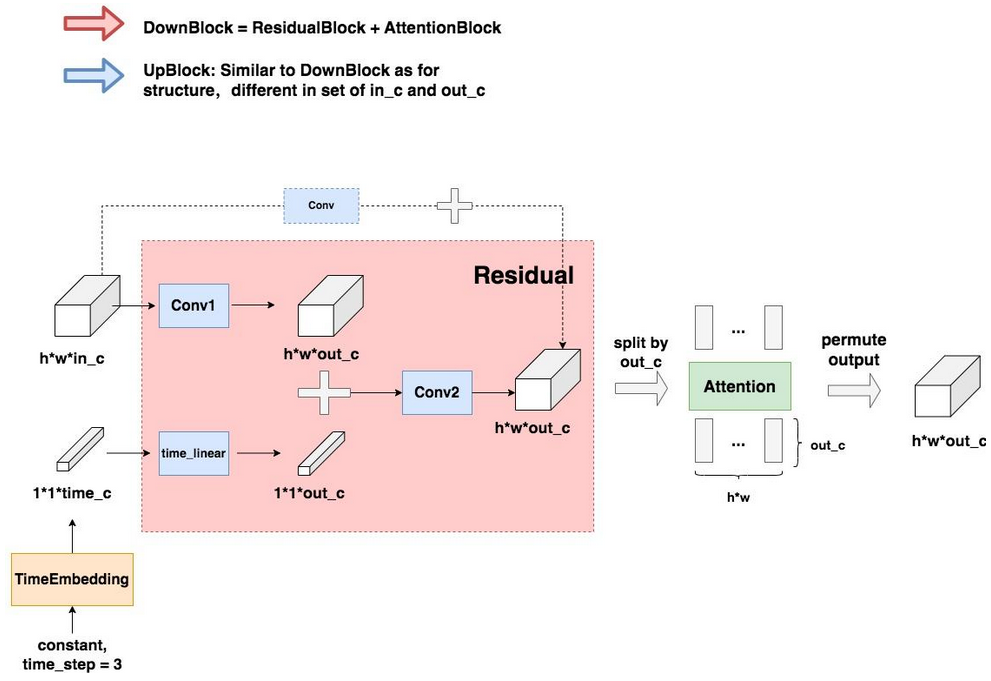 DownBlock = ResidualBlock + AttentionBlock
UpBlock: Similar to DownBlock as for
structure, different in set of in_c and out_c
Conv
Residual
Conv1
h*w*in_c
h*w*out_c
split by
out_c
...
permute
output
Attention
Conv2
h*w*out_c
h*w*out_c
time_linear
...
out_c
1*1*time_c
1*1*out_c
h*w
TimeEmbedding
constant,
time_step = 3